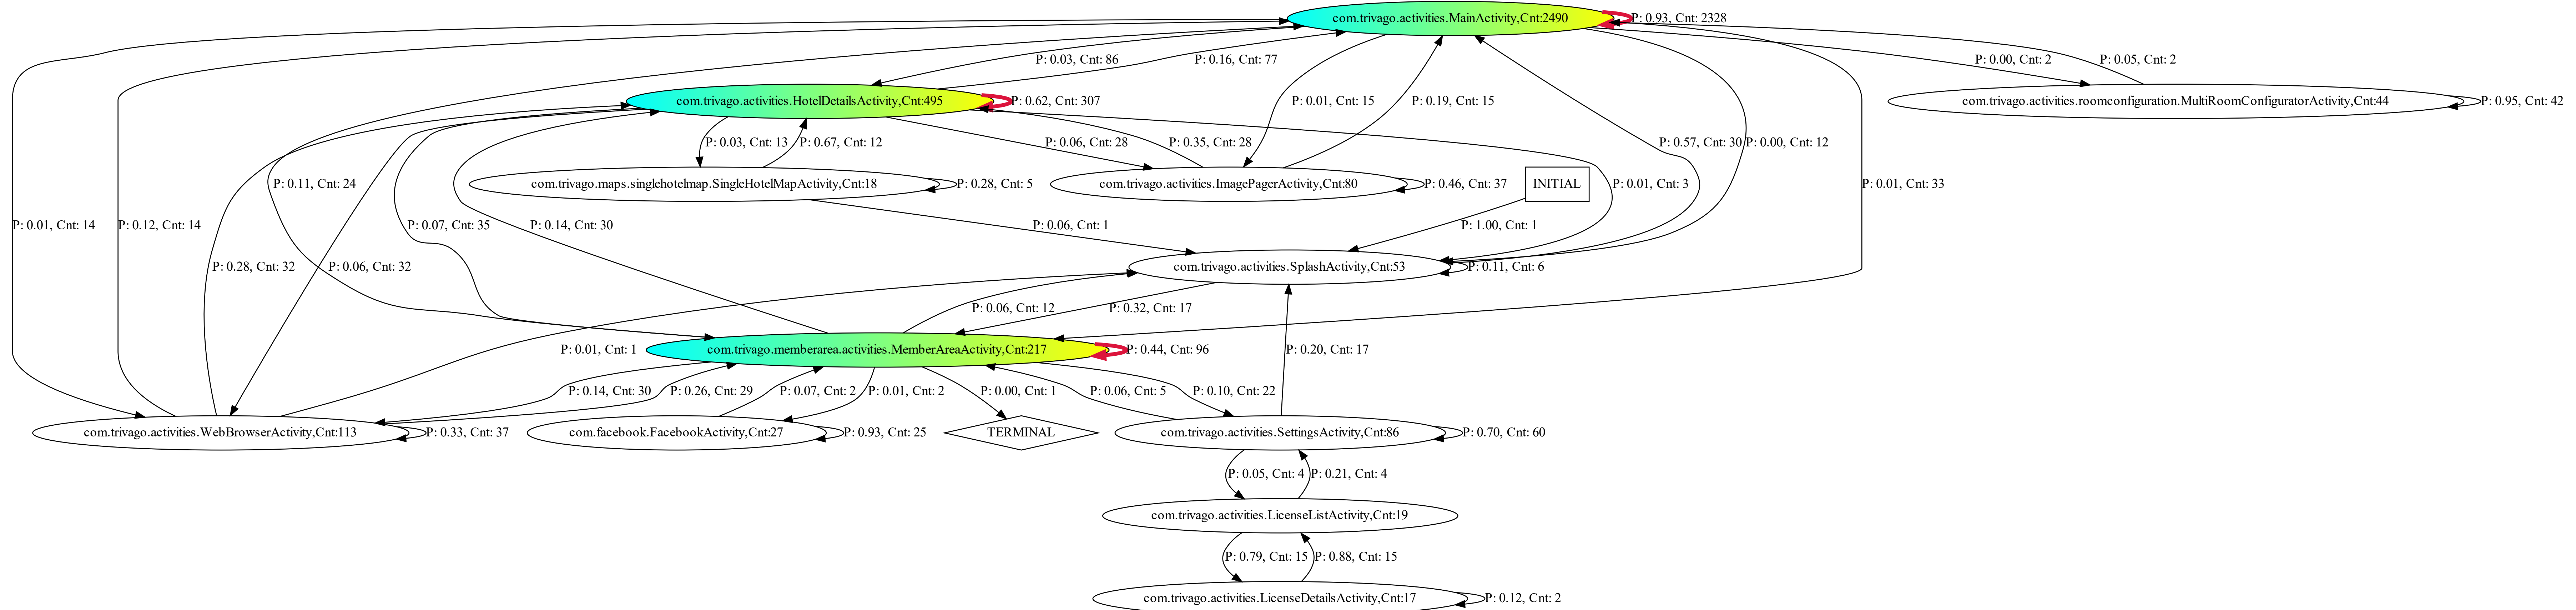 com.trivago.activities.MainActivity,Cnt:2490
P: 0.93, Cnt: 2328
P: 0.03, Cnt: 86
P: 0.16, Cnt: 77
P: 0.00, Cnt: 2
P: 0.05, Cnt: 2
com.trivago.activities.HotelDetailsActivity,Cnt:495
P: 0.62, Cnt: 307
P: 0.01, Cnt: 15
P: 0.19, Cnt: 15
com.trivago.activities.roomconfiguration.MultiRoomConfiguratorActivity,Cnt:44
P: 0.95, Cnt: 42
P: 0.03, Cnt: 13
P: 0.67, Cnt: 12
P: 0.06, Cnt: 28
P: 0.35, Cnt: 28
P: 0.57, Cnt: 30
P: 0.00, Cnt: 12
P: 0.11, Cnt: 24
com.trivago.maps.singlehotelmap.SingleHotelMapActivity,Cnt:18
P: 0.28, Cnt: 5
com.trivago.activities.ImagePagerActivity,Cnt:80
P: 0.46, Cnt: 37
INITIAL
P: 0.01, Cnt: 3
P: 0.01, Cnt: 33
P: 0.01, Cnt: 14
P: 0.12, Cnt: 14
P: 0.07, Cnt: 35
P: 0.14, Cnt: 30
P: 0.06, Cnt: 1
P: 1.00, Cnt: 1
P: 0.28, Cnt: 32
P: 0.06, Cnt: 32
com.trivago.activities.SplashActivity,Cnt:53
P: 0.11, Cnt: 6
P: 0.06, Cnt: 12
P: 0.32, Cnt: 17
P: 0.01, Cnt: 1
com.trivago.memberarea.activities.MemberAreaActivity,Cnt:217
P: 0.44, Cnt: 96
P: 0.20, Cnt: 17
P: 0.14, Cnt: 30
P: 0.26, Cnt: 29
P: 0.07, Cnt: 2
P: 0.01, Cnt: 2
P: 0.00, Cnt: 1
P: 0.06, Cnt: 5
P: 0.10, Cnt: 22
com.trivago.activities.WebBrowserActivity,Cnt:113
P: 0.33, Cnt: 37
com.facebook.FacebookActivity,Cnt:27
P: 0.93, Cnt: 25
TERMINAL
com.trivago.activities.SettingsActivity,Cnt:86
P: 0.70, Cnt: 60
P: 0.05, Cnt: 4
P: 0.21, Cnt: 4
com.trivago.activities.LicenseListActivity,Cnt:19
P: 0.79, Cnt: 15
P: 0.88, Cnt: 15
com.trivago.activities.LicenseDetailsActivity,Cnt:17
P: 0.12, Cnt: 2